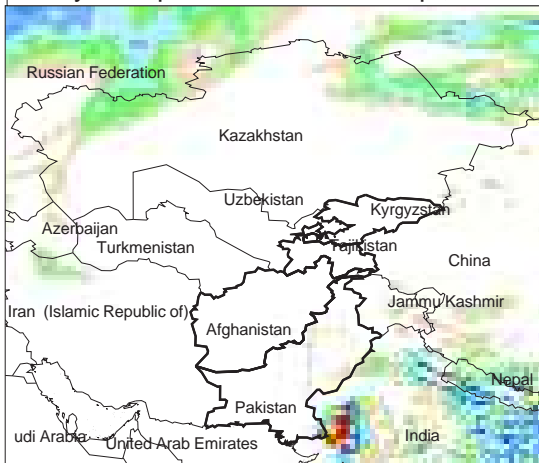 Russian Federation
Kazakhstan
Uzbekistan
Kyrgyzstan
Azerbaijan
Turkmenistan
Tajikistan
China
Iran (Islamic Republic of)
Jammu Kashmir
Afghanistan
Nepal
Pakistan
udi Arabia
United Arab Emirates
India